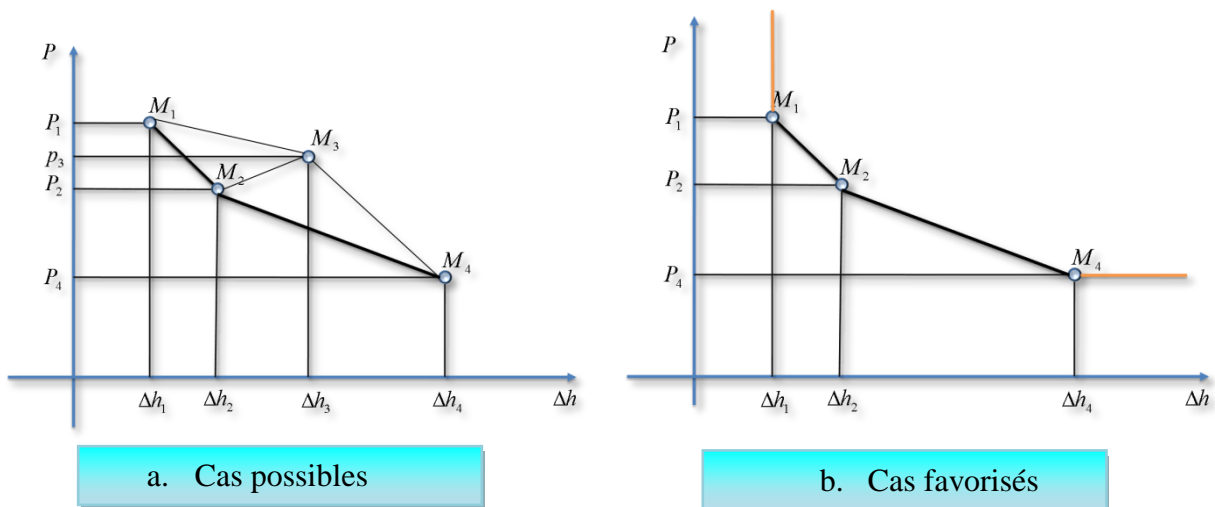 P
M₁
P₁
M₃
p₃
P₂
M₂
M₄
P₄
Δh₁
Δh₂
Δh₃
Δh₄
Δh
a. Cas possibles
P
M₁
P₁
M₂
P₂
M₄
P₄
Δh₁
Δh₂
Δh₄
Δh
b. Cas favorisés